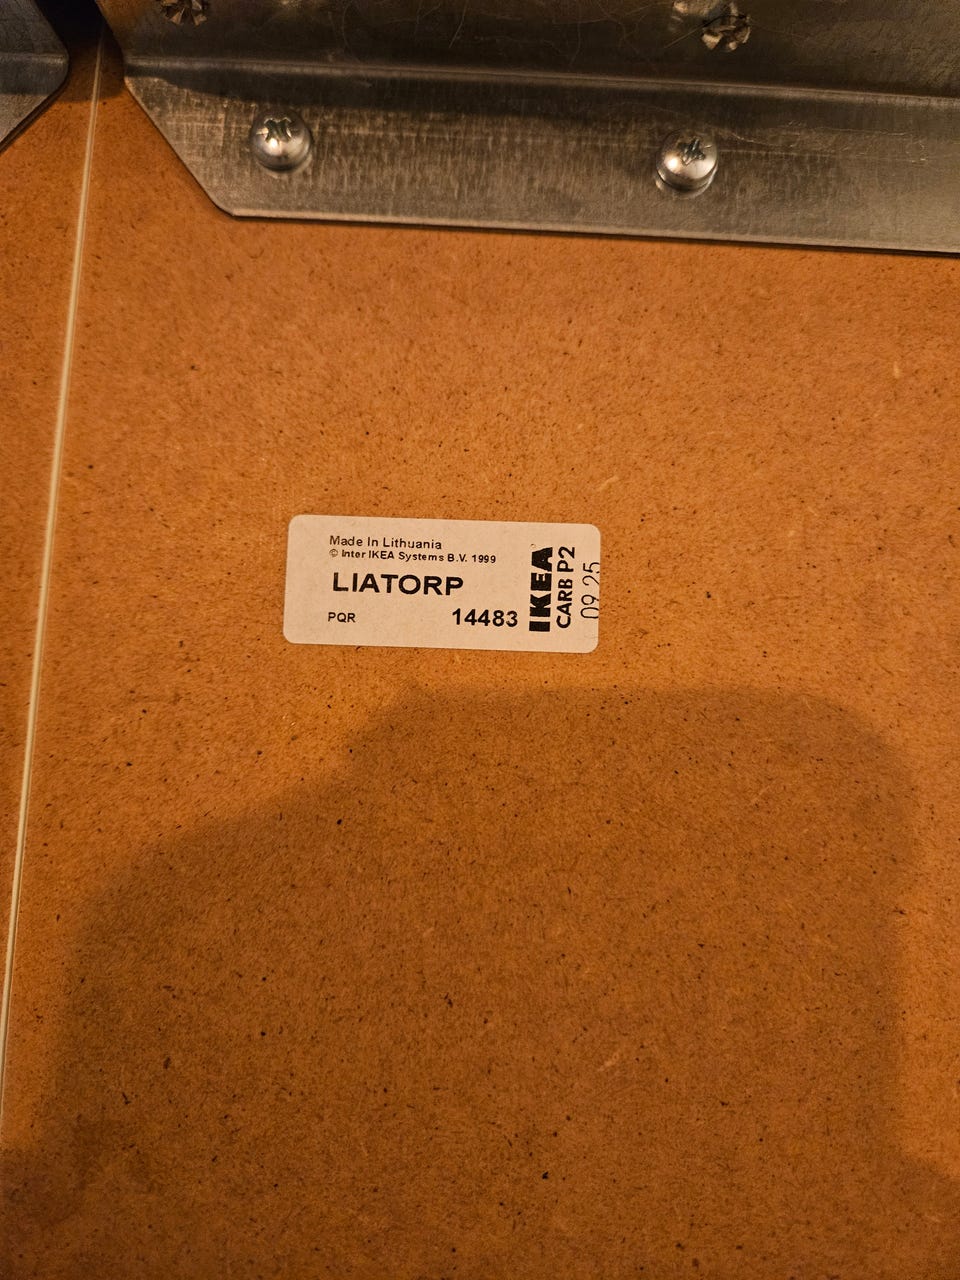 Made In Lithuania
© Inter IKEA Systems B.V. 1999
LIATORP
PQR 14483
IKEA
CARB P2
09 25